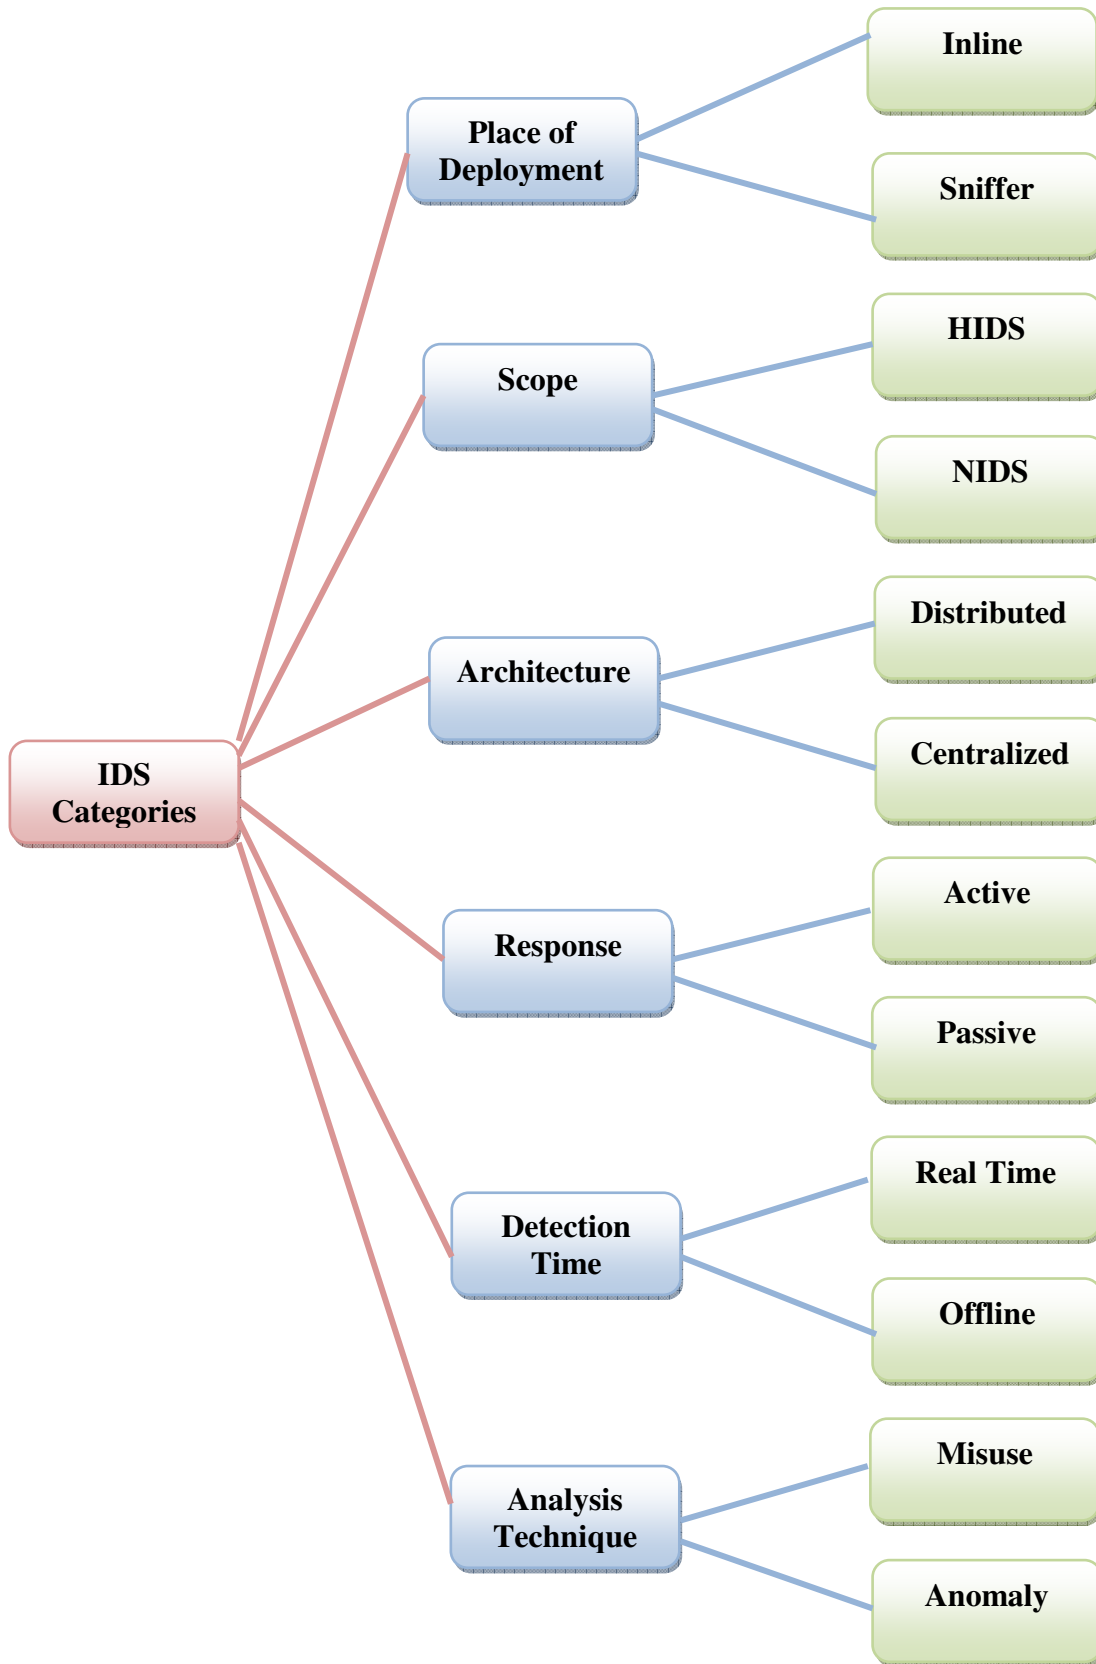 Inline
Place of
Deployment
Sniffer
HIDS
Scope
NIDS
Distributed
Architecture
Centralized
IDS
Categories
Active
Response
Passive
Real Time
Detection
Time
Offline
Misuse
Analysis
Technique
Anomaly